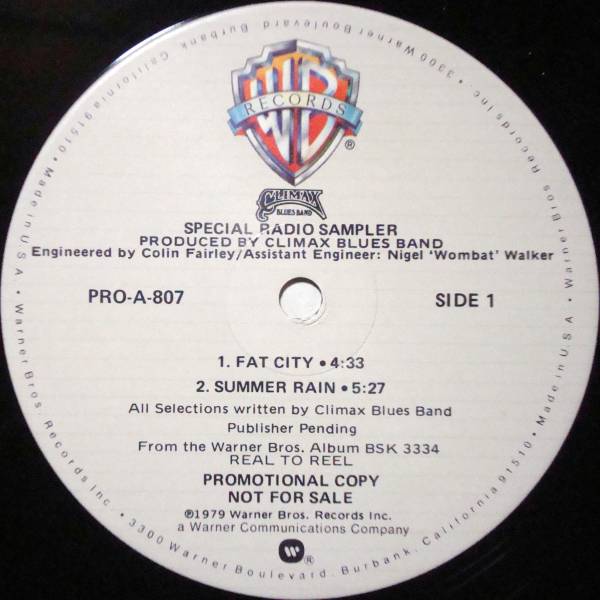 WB
RECORDS
®
CLIMAX
BLUES BAND
SPECIAL RADIO SAMPLER
PRODUCED BY CLIMAX BLUES BAND
Engineered by Colin Fairley/Assistant Engineer: Nigel 'Wombat' Walker
PRO-A-807
SIDE 1
1. FAT CITY • 4:33
2. SUMMER RAIN • 5:27
All Selections written by Climax Blues Band
Publisher Pending
From the Warner Bros. Album BSK 3334
REAL TO REEL
PROMOTIONAL COPY
NOT FOR SALE
℗1979 Warner Bros. Records Inc.
a Warner Communications Company
®
Warner Bros. Records Inc. • 3300 Warner Boulevard, Burbank, California 91510 • Made in U.S.A. • Warner Bros. Records Inc. • 3300 Warner Boulevard, Burbank, California 91510 • Made in U.S.A. •